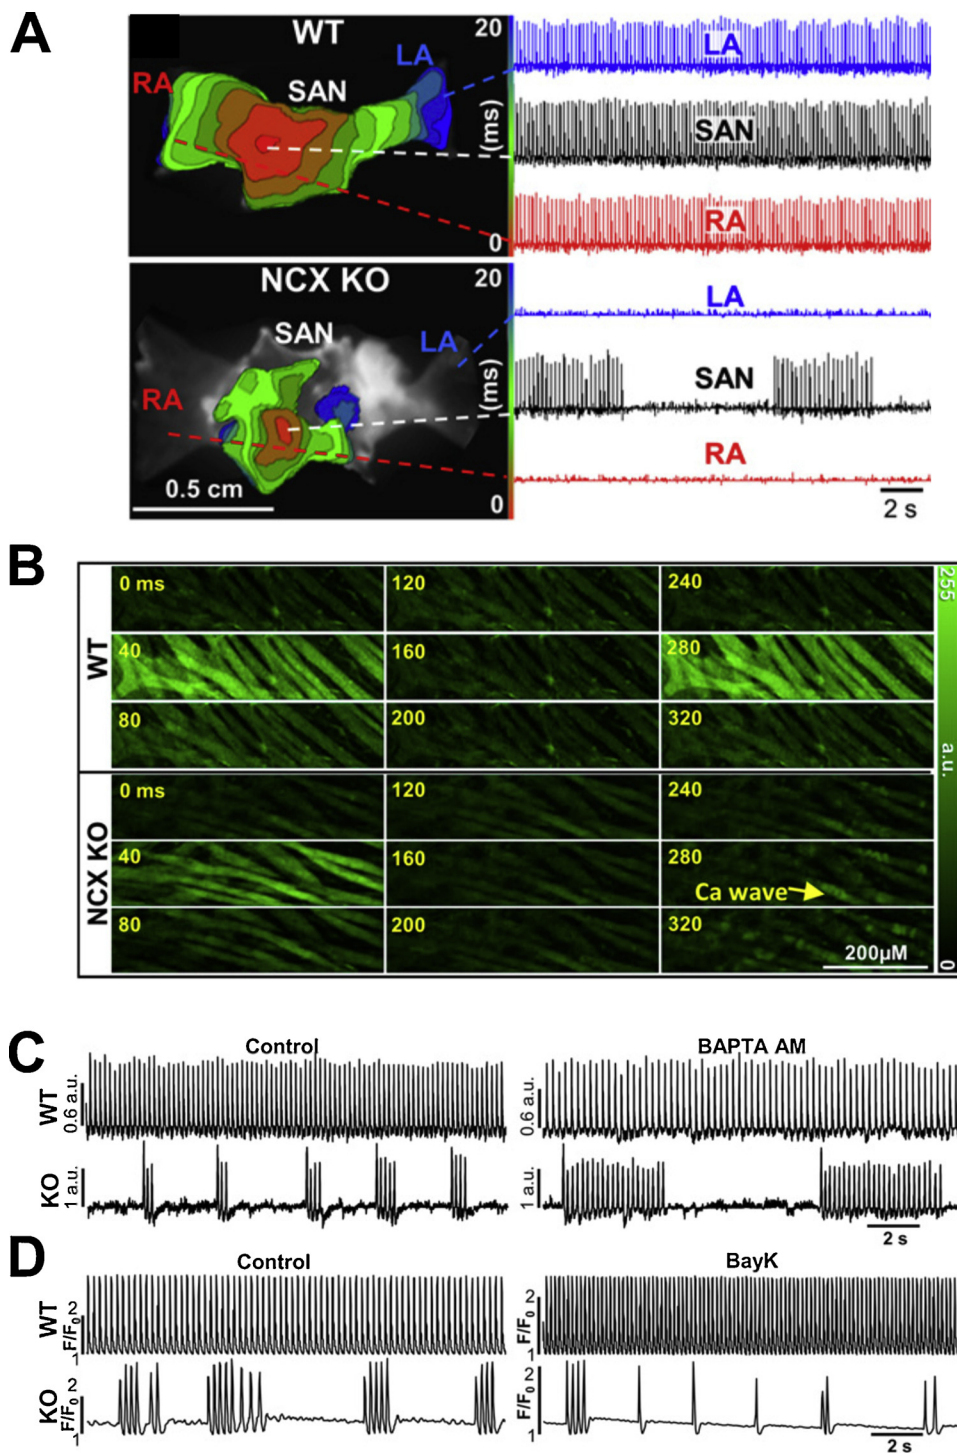 A
WT
20
RA
SAN
LA
(ms)
0
LA
SAN
RA
NCX KO
20
SAN
LA
RA
(ms)
0.5 cm
0
LA
SAN
RA
2 s
B
WT
0 ms
120
240
40
160
280
80
200
320
255
a.u.
0
NCX KO
0 ms
120
240
40
160
280
Ca wave
80
200
320
200µM
C
Control
BAPTA AM
WT
0.6 a.u.
0.6 a.u.
KO
1 a.u.
1 a.u.
2 s
D
Control
BayK
WT
F/F0
2
1
F/F0
2
1
KO
F/F0
2
1
F/F0
2
1
2 s